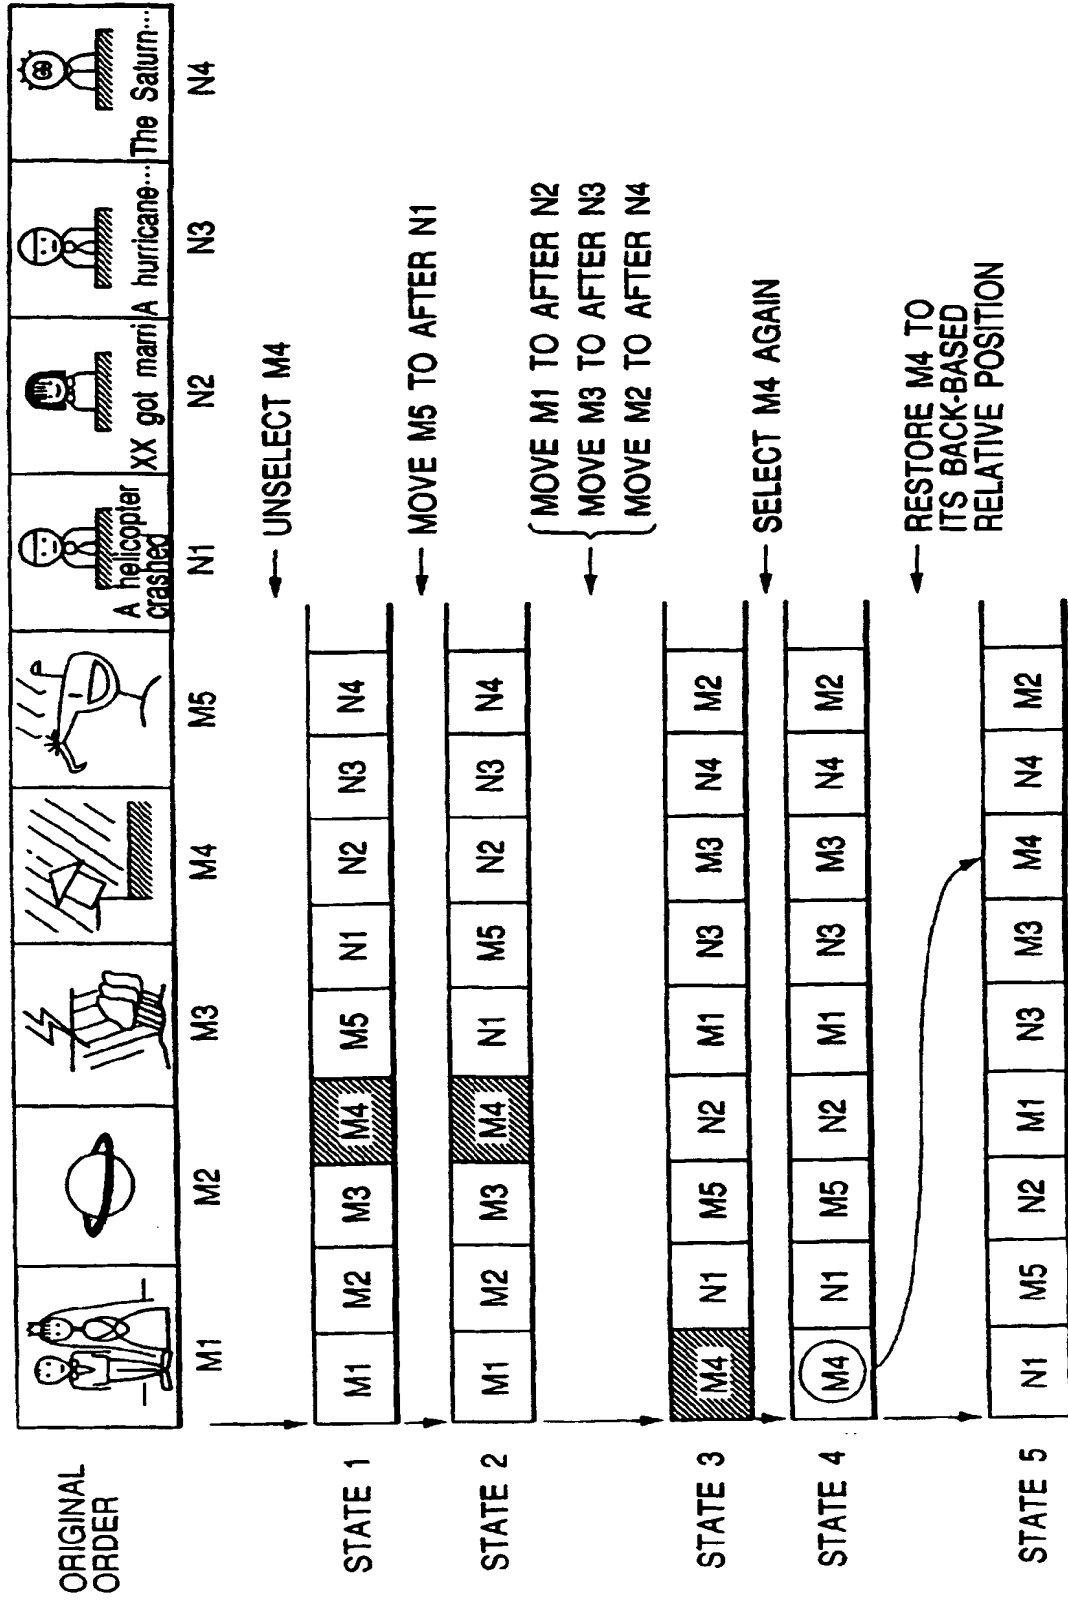 ORIGINAL
ORDER
A helicopter
crashed
XX got marri
A hurricane...
The Saturn...
M1 M2 M3 M4 M5 N1 N2 N3 N4
UNSELECT M4
STATE 1 M1 M2 M3 M4 M5 N1 N2 N3 N4
MOVE M5 TO AFTER N1
STATE 2 M1 M2 M3 M4 N1 M5 N2 N3 N4
MOVE M1 TO AFTER N2
MOVE M3 TO AFTER N3
MOVE M2 TO AFTER N4
STATE 3 M4 N1 M5 N2 M1 N3 M3 N4 M2
SELECT M4 AGAIN
STATE 4 M4 N1 M5 N2 M1 N3 M3 N4 M2
RESTORE M4 TO
ITS BACK-BASED
RELATIVE POSITION
STATE 5 N1 M5 N2 M1 N3 M3 M4 N4 M2